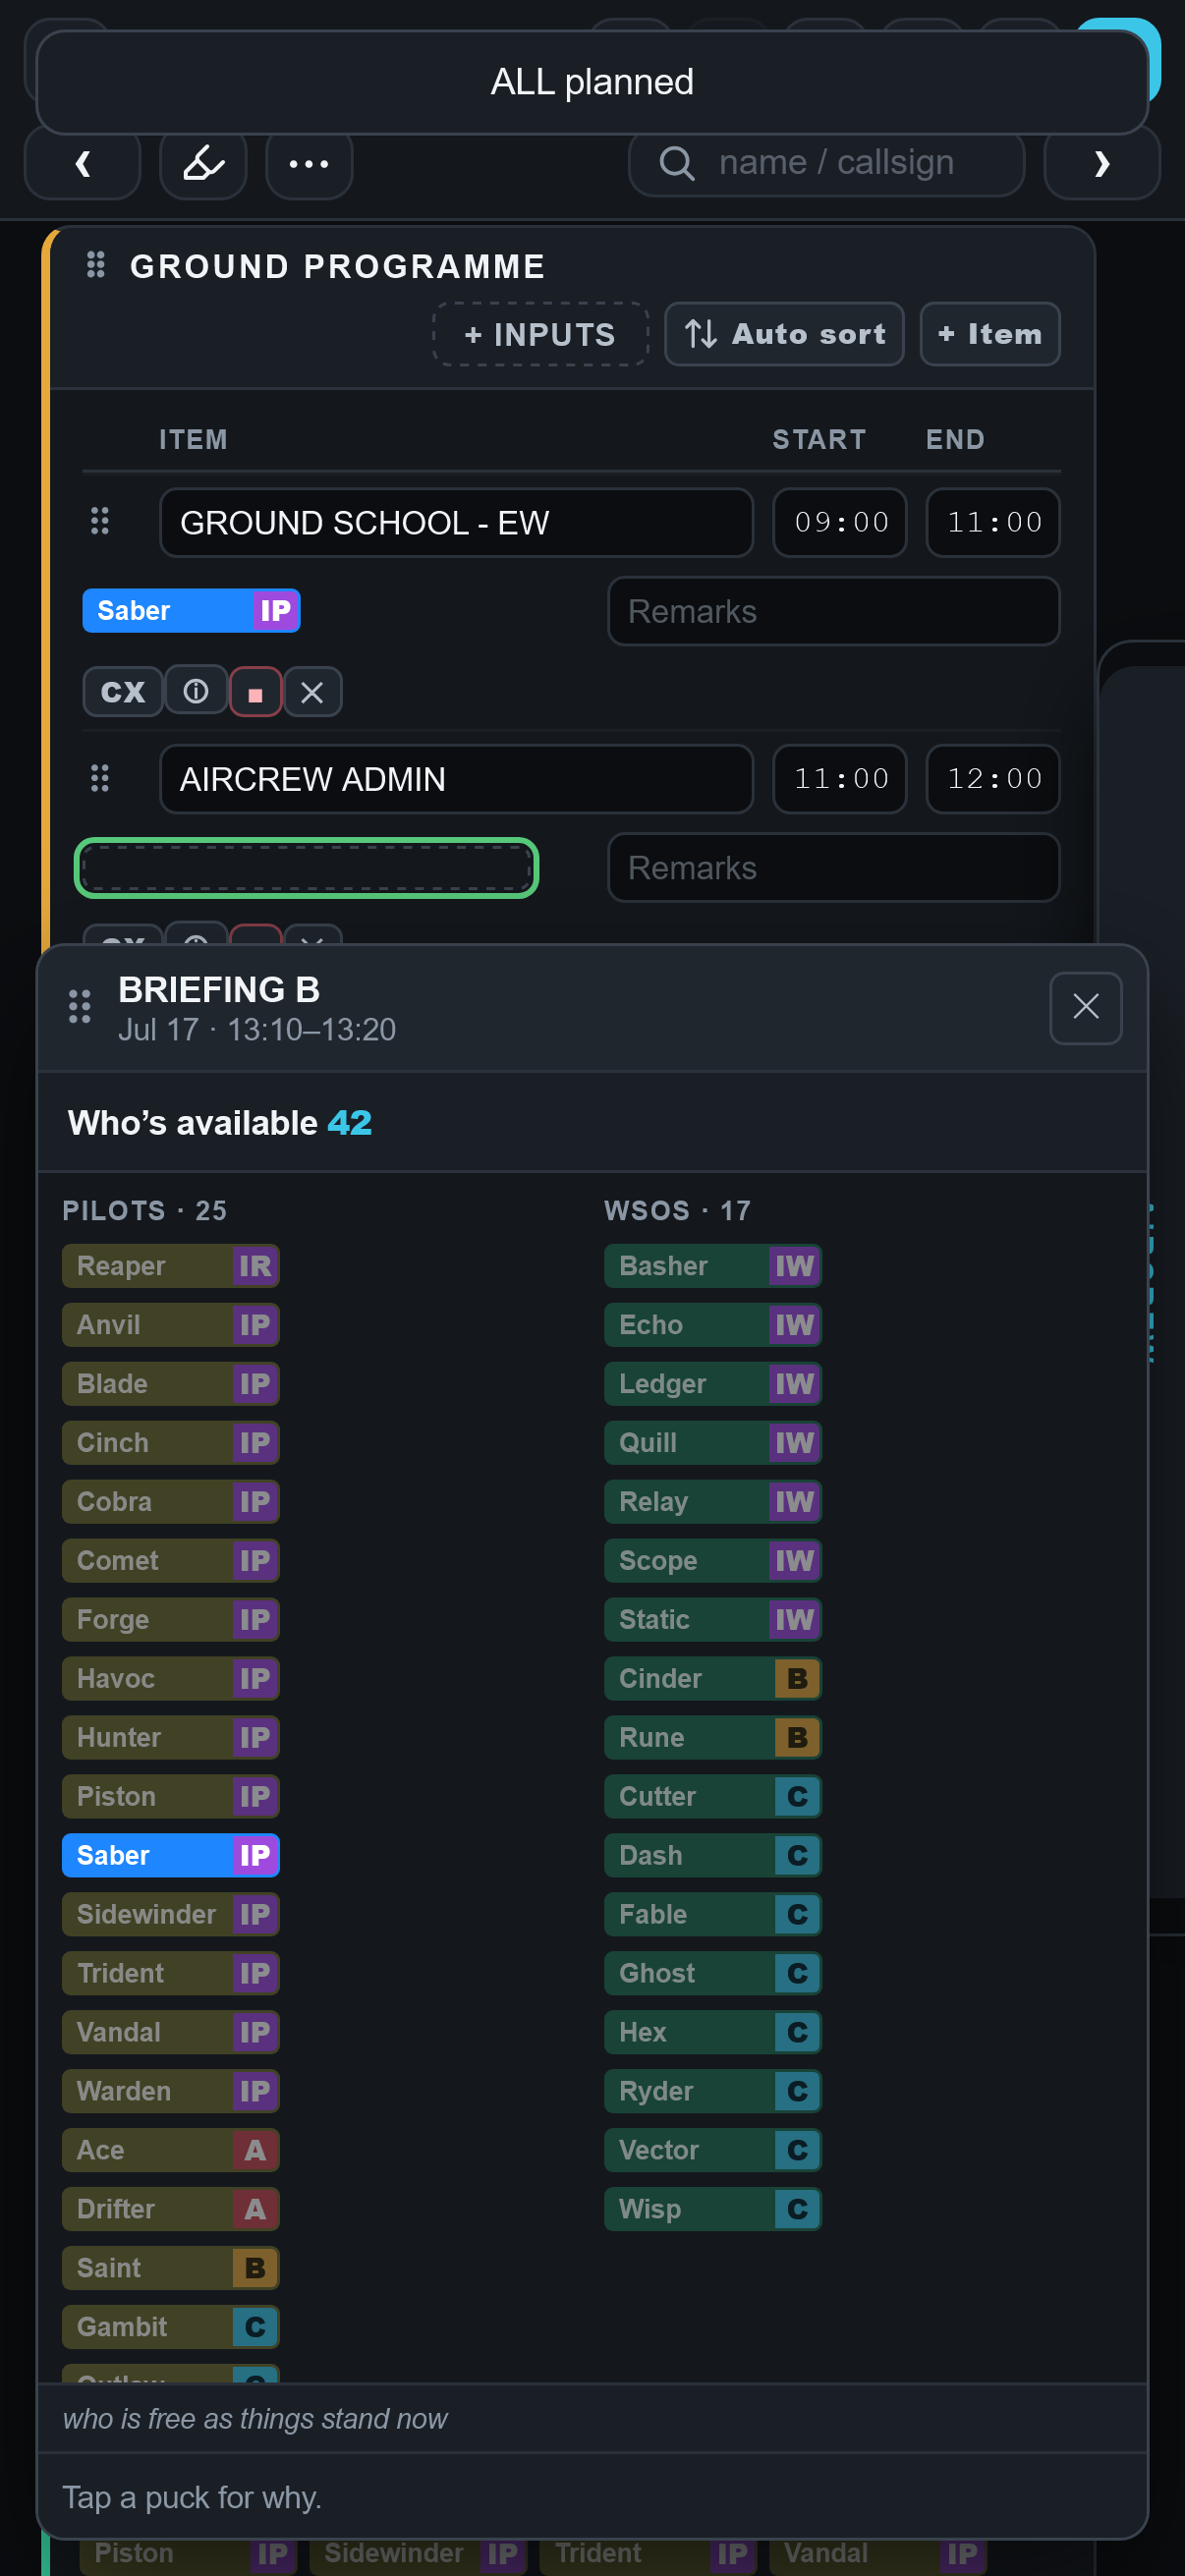 ALL planned
name / callsign
GROUND PROGRAMME
+ INPUTS
Auto sort
+ Item
ITEM START END
GROUND SCHOOL - EW 09:00 11:00
Saber IP Remarks
CX
AIRCREW ADMIN 11:00 12:00
Remarks
BRIEFING B
Jul 17 · 13:10–13:20
Who’s available 42
PILOTS · 25 WSOS · 17
Reaper IR Basher IW
Anvil IP Echo IW
Blade IP Ledger IW
Cinch IP Quill IW
Cobra IP Relay IW
Comet IP Scope IW
Forge IP Static IW
Havoc IP Cinder B
Hunter IP Rune B
Piston IP Cutter C
Saber IP Dash C
Sidewinder IP Fable C
Trident IP Ghost C
Vandal IP Hex C
Warden IP Ryder C
Ace A Vector C
Drifter A Wisp C
Saint B
Gambit C
who is free as things stand now
Tap a puck for why.
Piston IP Sidewinder IP Trident IP Vandal IP